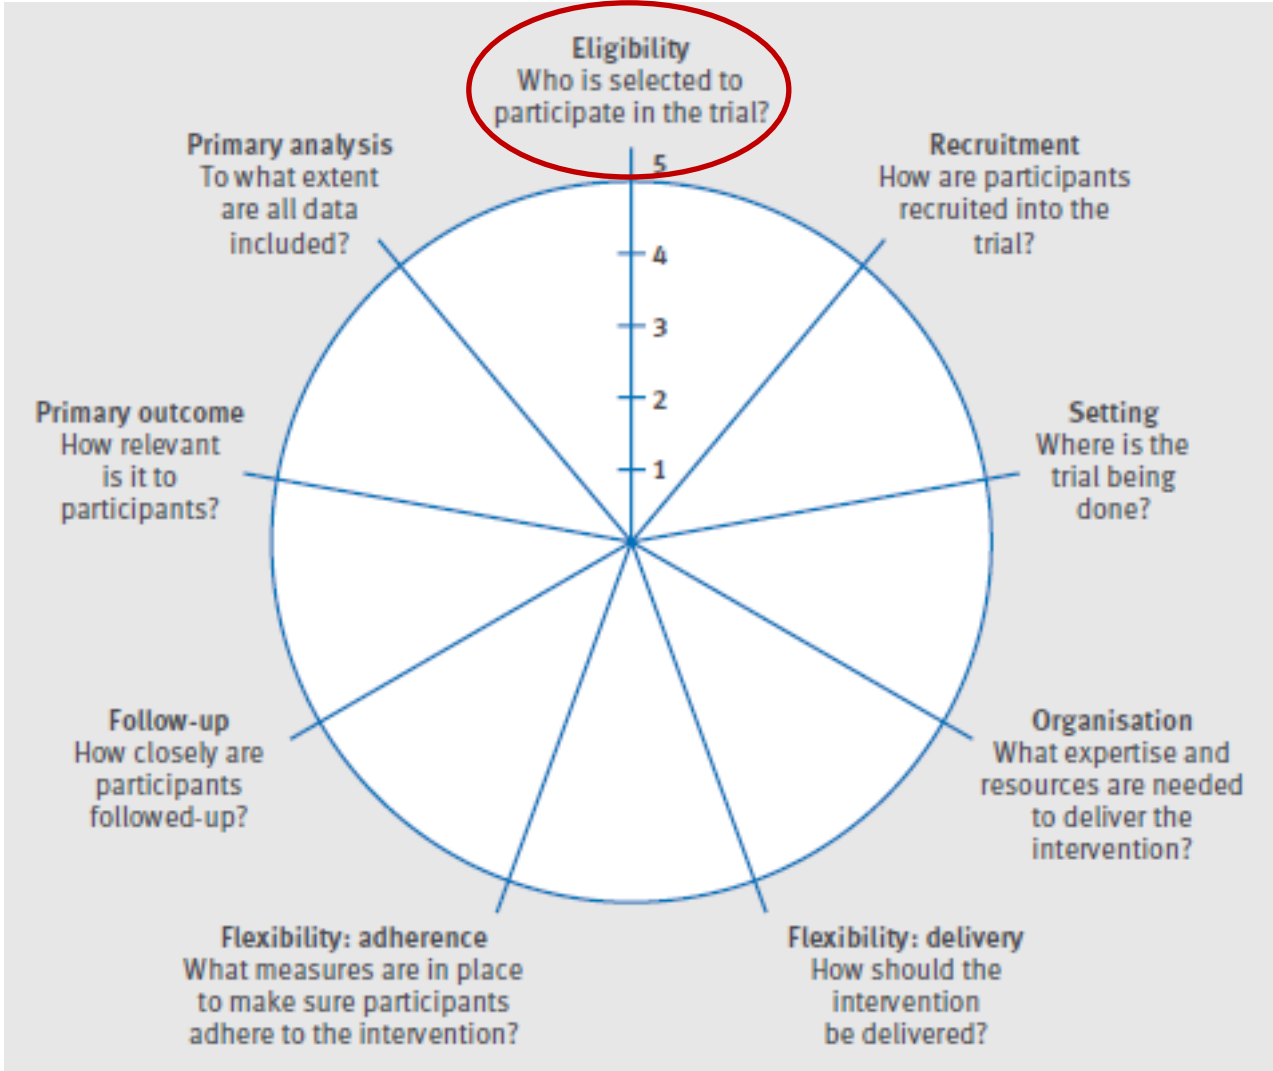 Eligibility
Who is selected to
participate in the trial?
Primary analysis
To what extent
are all data
included?
Recruitment
How are participants
recruited into the
trial?
5
4
3
2
1
Primary outcome
How relevant
is it to
participants?
Setting
Where is the
trial being
done?
Follow-up
How closely are
participants
followed-up?
Organisation
What expertise and
resources are needed
to deliver the
intervention?
Flexibility: adherence
What measures are in place
to make sure participants
adhere to the intervention?
Flexibility: delivery
How should the
intervention
be delivered?